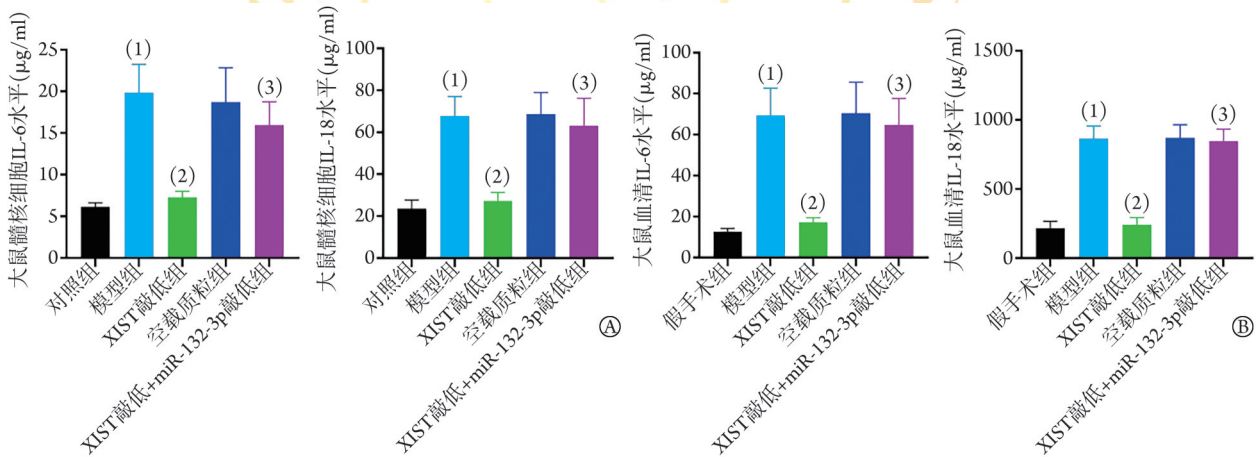 大鼠髓核细胞IL-6水平(μg/ml)
25
20
15
10
5
0
(1)
(2)
(3)
对照组
模型组
XIST敲低组
空载质粒组
XIST敲低+miR-132-3p敲低组
大鼠髓核细胞IL-18水平(μg/ml)
100
80
60
40
20
0
(1)
(2)
(3)
对照组
模型组
XIST敲低组
空载质粒组
XIST敲低+miR-132-3p敲低组
Ⓐ
大鼠血清IL-6水平(μg/ml)
100
80
60
40
20
0
(1)
(2)
(3)
假手术组
模型组
XIST敲低组
空载质粒组
XIST敲低+miR-132-3p敲低组
大鼠血清IL-18水平(μg/ml)
1500
1000
500
0
(1)
(2)
(3)
假手术组
模型组
XIST敲低组
空载质粒组
XIST敲低+miR-132-3p敲低组
Ⓑ